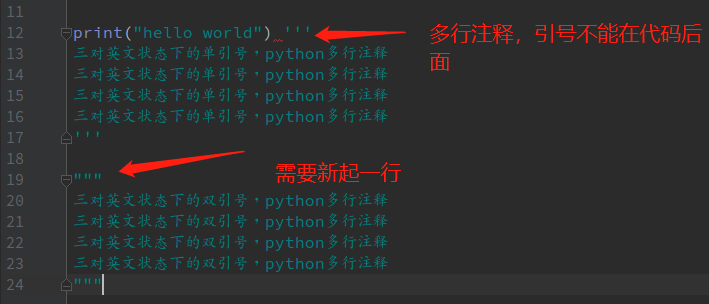 11
12 print("hello world") '''
多行注释，引号不能在代码后
面
13 三对英文状态下的单引号，python多行注释
14 三对英文状态下的单引号，python多行注释
15 三对英文状态下的单引号，python多行注释
16 三对英文状态下的单引号，python多行注释
17 '''
18
19 """
需要新起一行
20 三对英文状态下的双引号，python多行注释
21 三对英文状态下的双引号，python多行注释
22 三对英文状态下的双引号，python多行注释
23 三对英文状态下的双引号，python多行注释
24 """